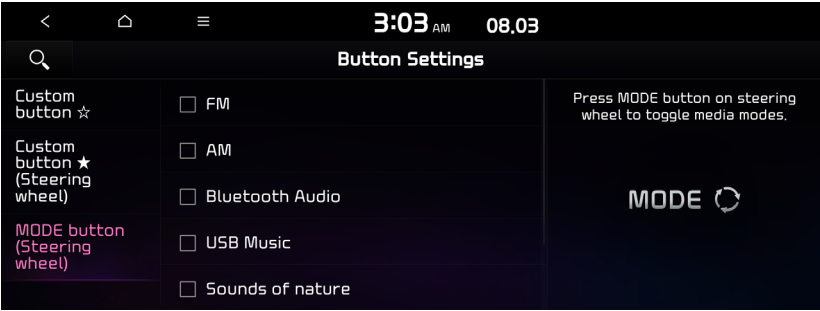 3:03 AM 08.03
Button Settings
Custom
button ☆
Custom
button ★
(Steering
wheel)
MODE button
(Steering
wheel)
FM
AM
Bluetooth Audio
USB Music
Sounds of nature
Press MODE button on steering
wheel to toggle media modes.
MODE